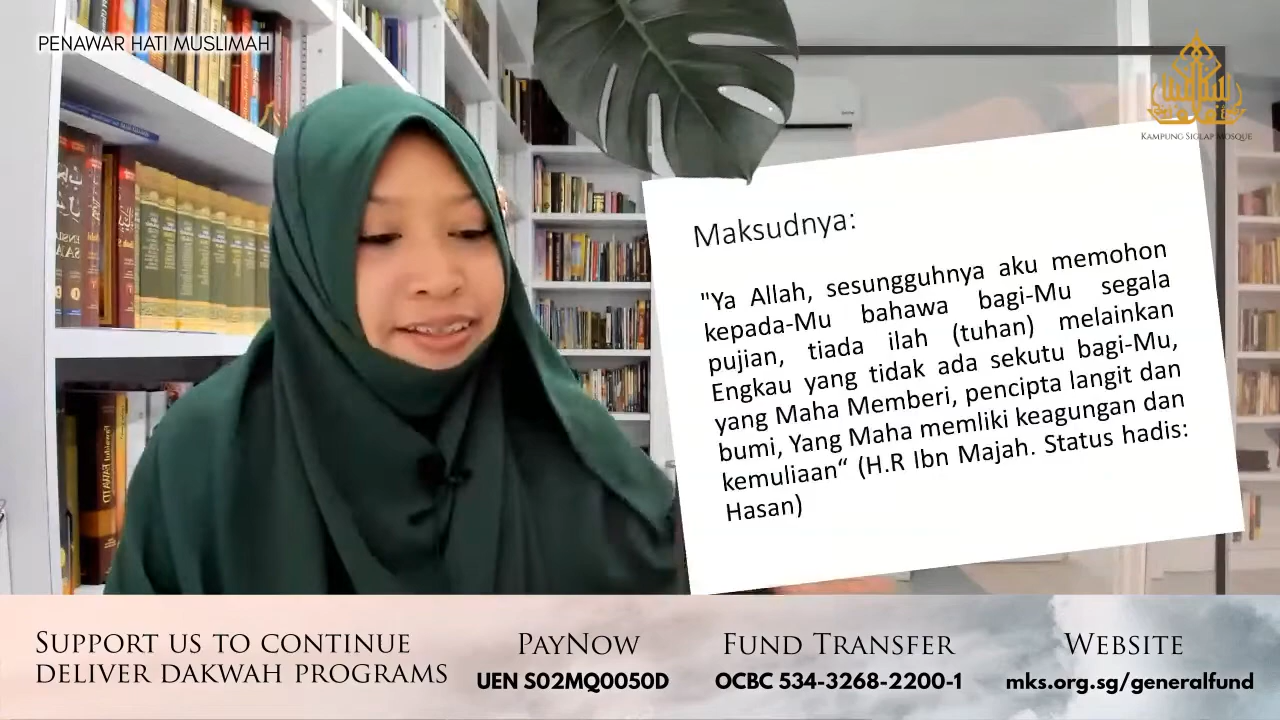 PENAWAR HATI MUSLIMAH
KAMPUNG SIGLAP MOSQUE
Maksudnya:
"Ya Allah, sesungguhnya aku memohon
kepada-Mu bahawa bagi-Mu segala
pujian, tiada ilah (tuhan) melainkan
Engkau yang tidak ada sekutu bagi-Mu,
yang Maha Memberi, pencipta langit dan
bumi, Yang Maha memliki keagungan dan
kemuliaan“ (H.R Ibn Majah. Status hadis:
Hasan)
SUPPORT US TO CONTINUE
DELIVER DAKWAH PROGRAMS
PAYNOW
UEN S02MQ0050D
FUND TRANSFER
OCBC 534-3268-2200-1
WEBSITE
mks.org.sg/generalfund